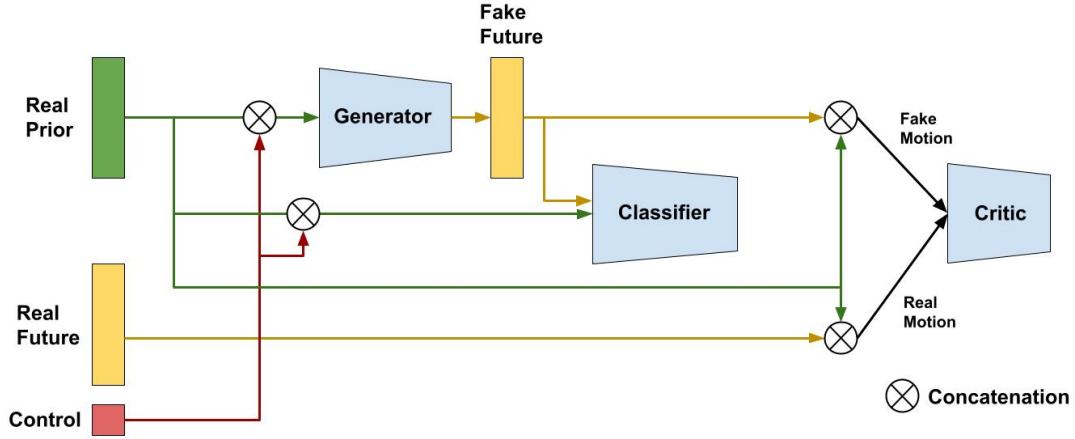 Fake
Future
Real
Prior
Generator
Fake
Motion
Classifier
Critic
Real
Future
Real
Motion
Control
Concatenation